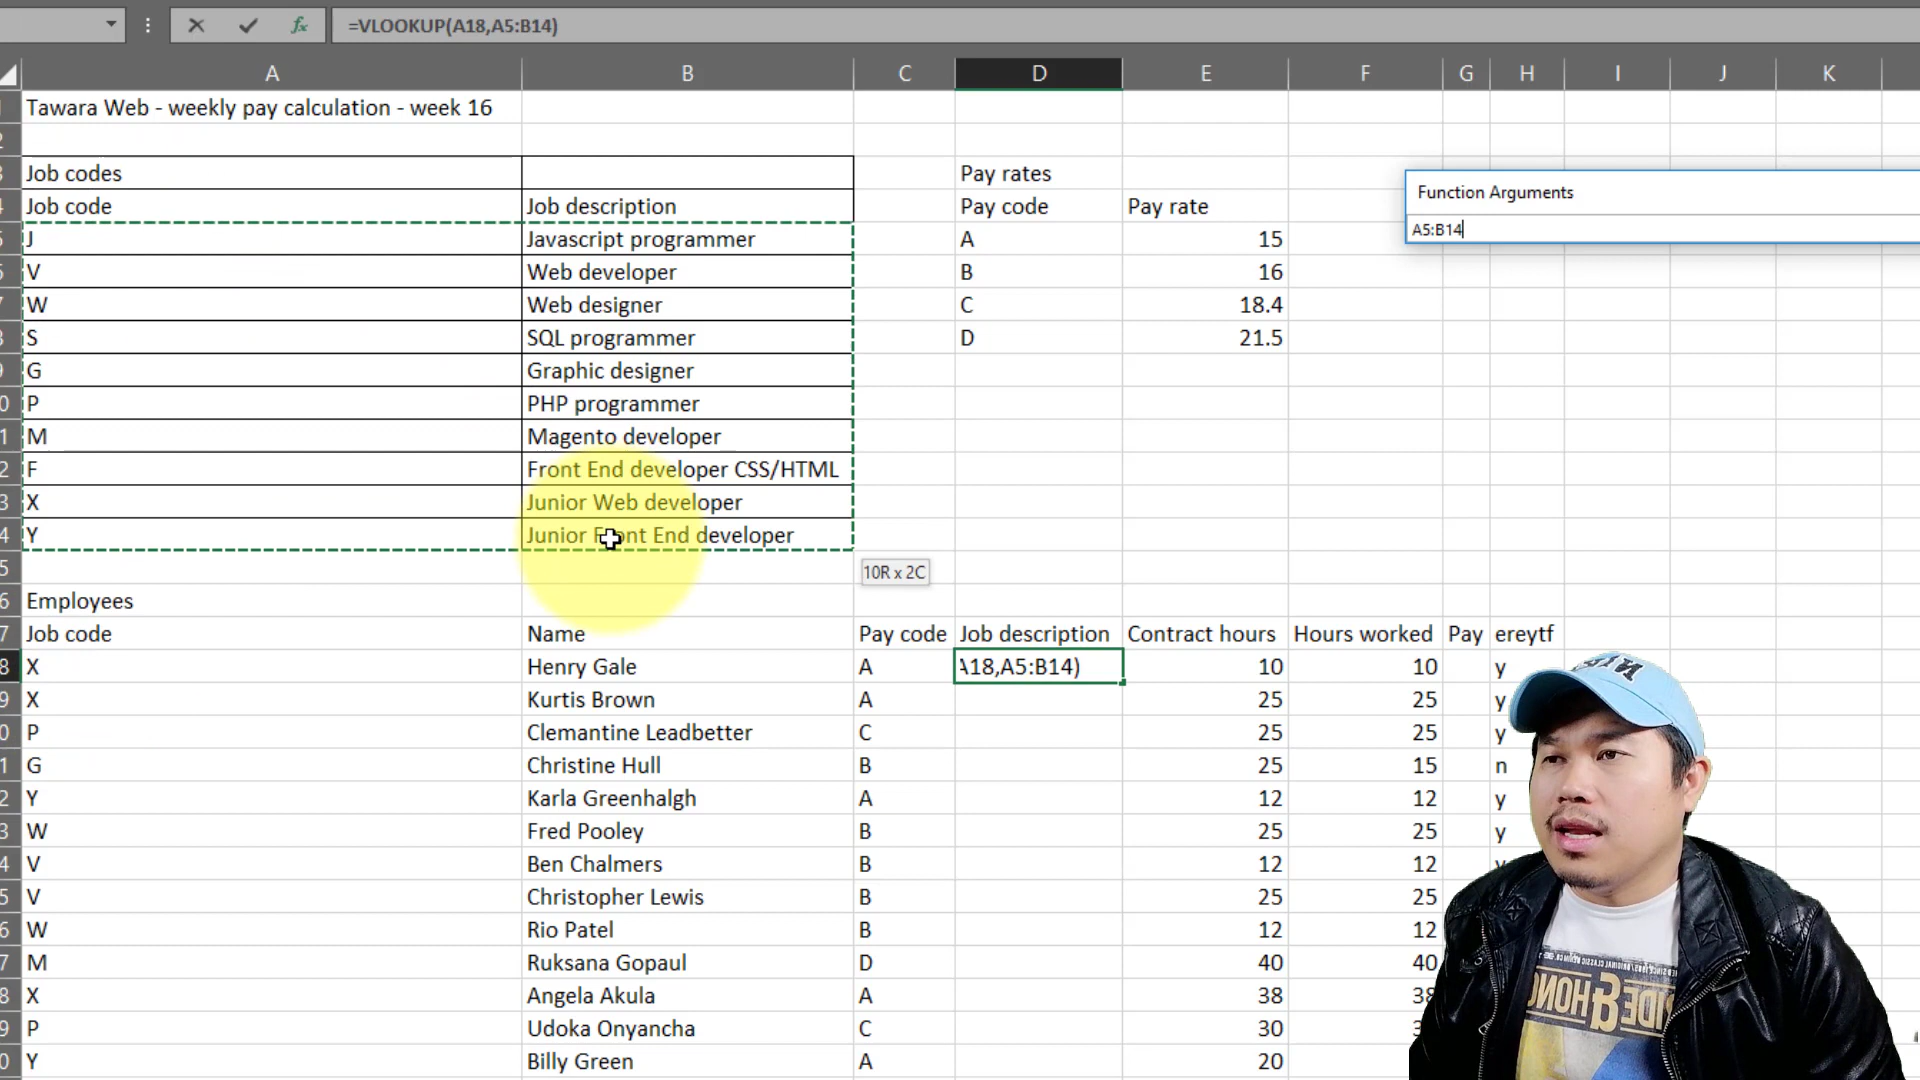 =VLOOKUP(A18,A5:B14)
A B C D E F G H I J K
Tawara Web - weekly pay calculation - week 16
Job codes Pay rates
Function Arguments
Job code Job description Pay code Pay rate
A5:B14
J Javascript programmer A 15
V Web developer B 16
W Web designer C 18.4
S SQL programmer D 21.5
G Graphic designer
P PHP programmer
M Magento developer
F Front End developer CSS/HTML
X Junior Web developer
Y Junior Front End developer
10R x 2C
Employees
Job code Name Pay code Job description Contract hours Hours worked Pay ereytf
X Henry Gale A A18,A5:B14) 10 10 y
X Kurtis Brown A 25 25 y
P Clemantine Leadbetter C 25 25 y
G Christine Hull B 25 15 n
Y Karla Greenhalgh A 12 12 y
W Fred Pooley B 25 25 y
V Ben Chalmers B 12 12 y
V Christopher Lewis B 25 25
W Rio Patel B 12 12
M Ruksana Gopaul D 40 40
X Angela Akula A 38 38
P Udoka Onyancha C 30
Y Billy Green A 20